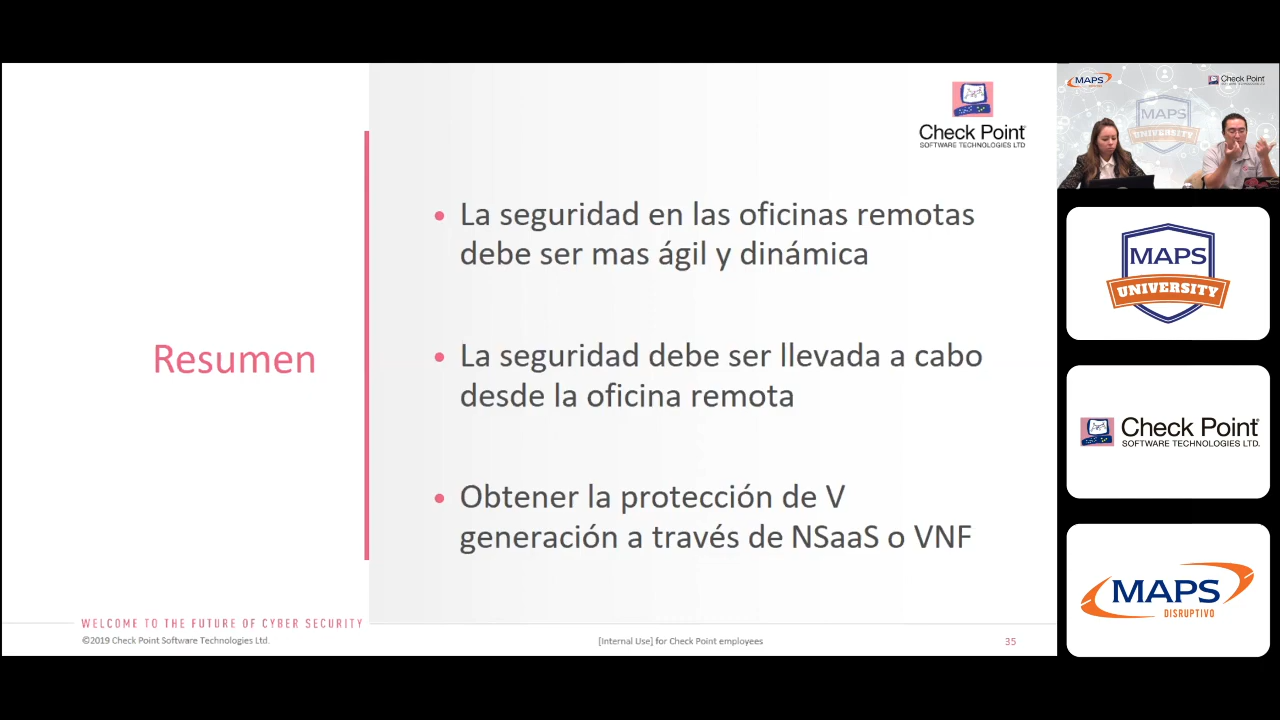 Check Point
SOFTWARE TECHNOLOGIES LTD
Resumen
• La seguridad en las oficinas remotas
debe ser mas ágil y dinámica
• La seguridad debe ser llevada a cabo
desde la oficina remota
• Obtener la protección de V
generación a través de NSaaS o VNF
WELCOME TO THE FUTURE OF CYBER SECURITY
©2019 Check Point Software Technologies Ltd.
[Internal Use] for Check Point employees
35
MAPS
Check Point
MAPS
UNIVERSITY
MAPS
UNIVERSITY
Check Point
SOFTWARE TECHNOLOGIES LTD.
MAPS
DISRUPTIVO